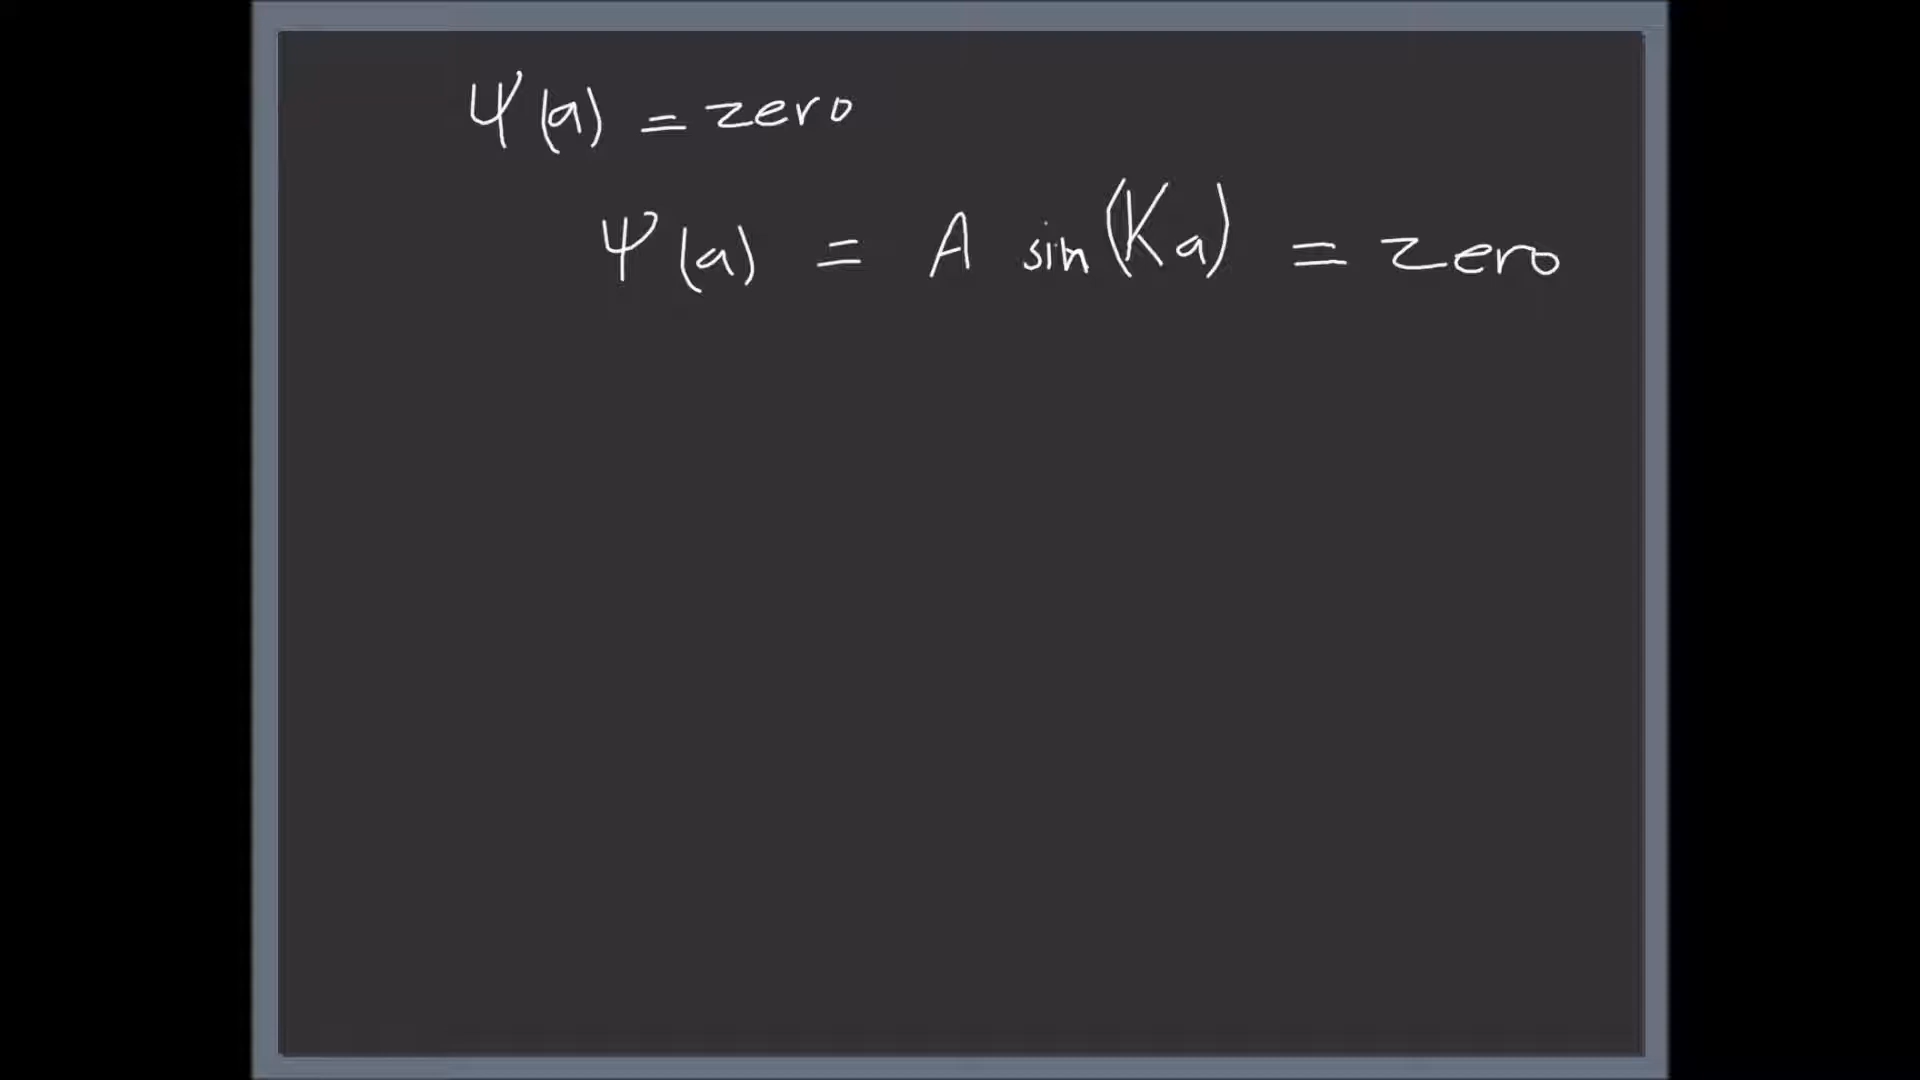 Ψ(a) = zero
Ψ(a) = A sin(Ka) = zero